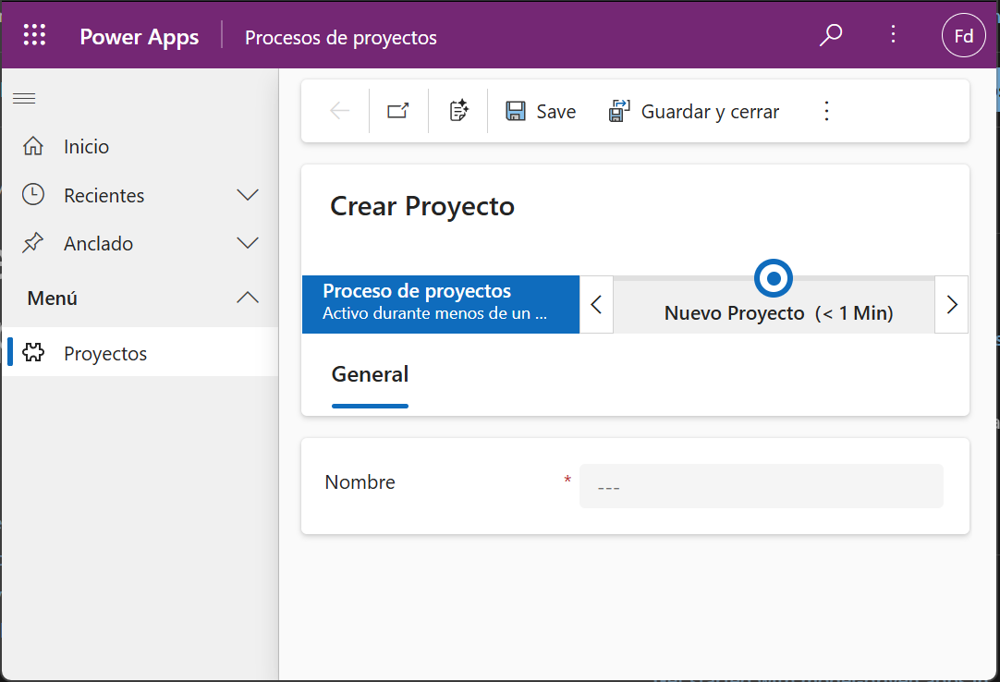 Power Apps
Procesos de proyectos
Fd
Save
Guardar y cerrar
Inicio
Recientes
Anclado
Menú
Proyectos
Crear Proyecto
Proceso de proyectos
Activo durante menos de un ...
Nuevo Proyecto (< 1 Min)
General
Nombre
*
---